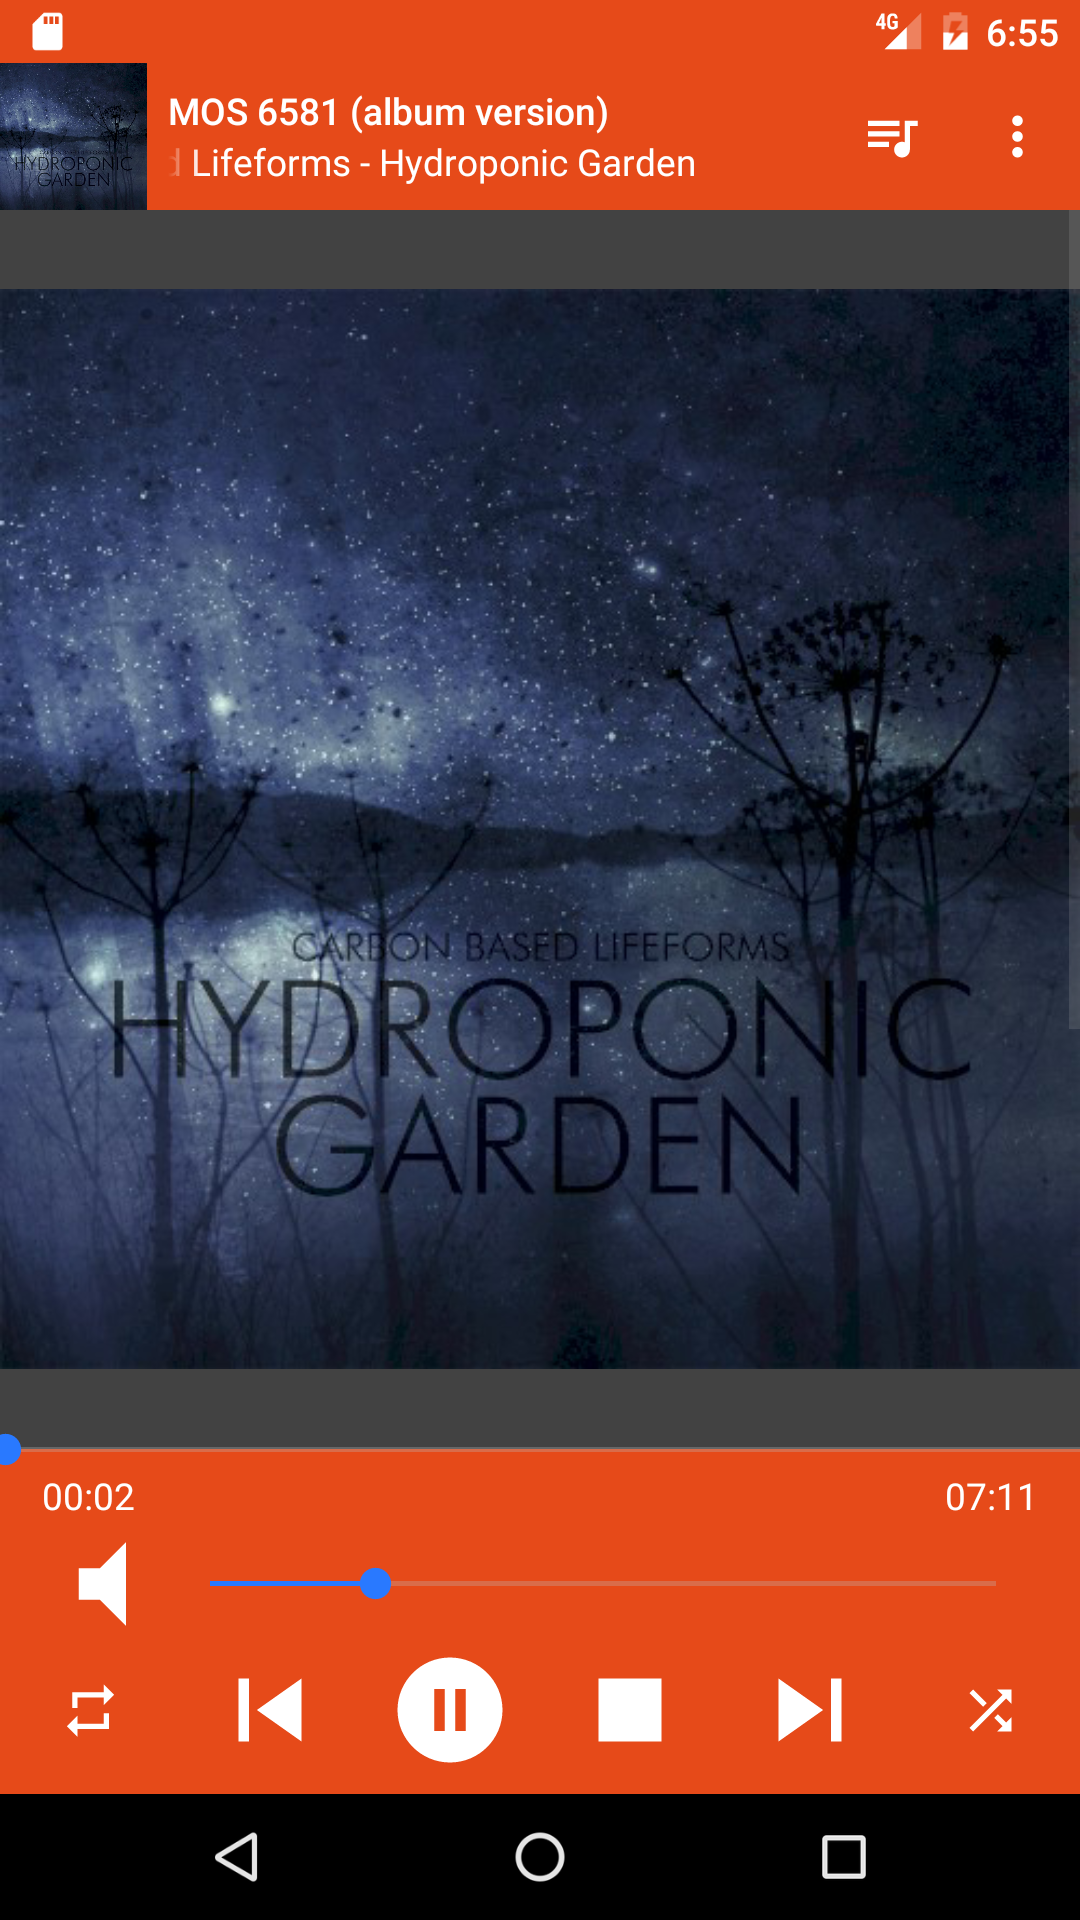 4G 6:55
HYDROPONIC
GARDEN
MOS 6581 (album version)
d Lifeforms - Hydroponic Garden
CARBON BASED LIFEFORMS
HYDROPONIC
GARDEN
00:02 07:11